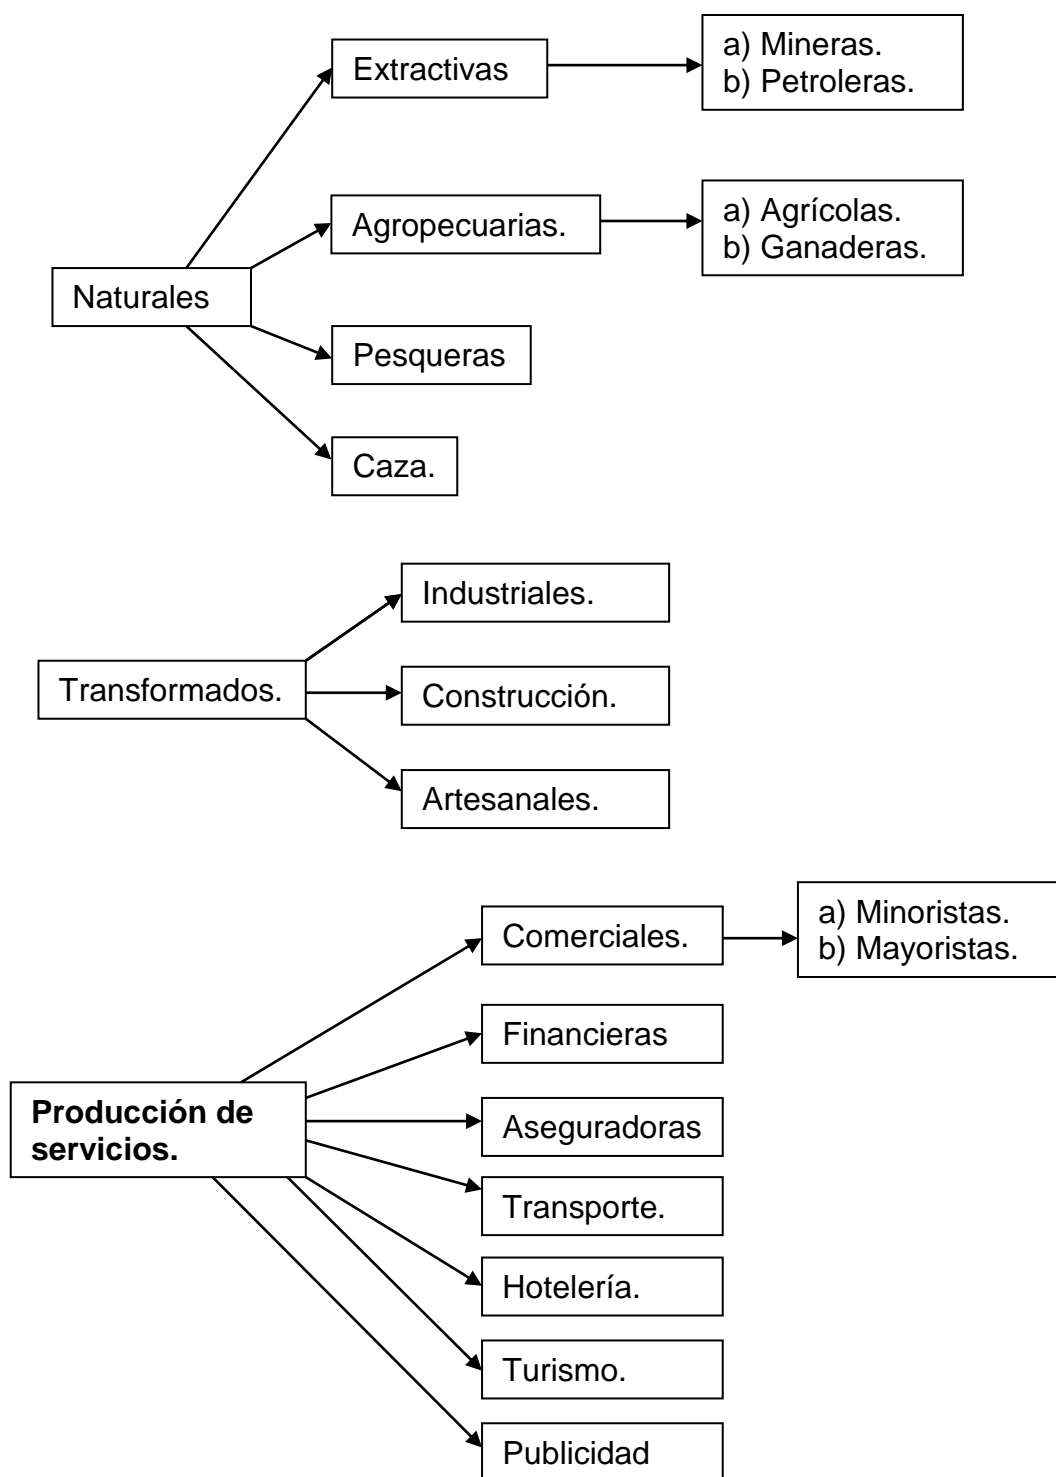 Extractivas
a) Mineras.
b) Petroleras.
Agropecuarias.
a) Agrícolas.
b) Ganaderas.
Naturales
Pesqueras
Caza.
Industriales.
Transformados.
Construcción.
Artesanales.
Comerciales.
a) Minoristas.
b) Mayoristas.
Financieras
Producción de
servicios.
Aseguradoras
Transporte.
Hotelería.
Turismo.
Publicidad